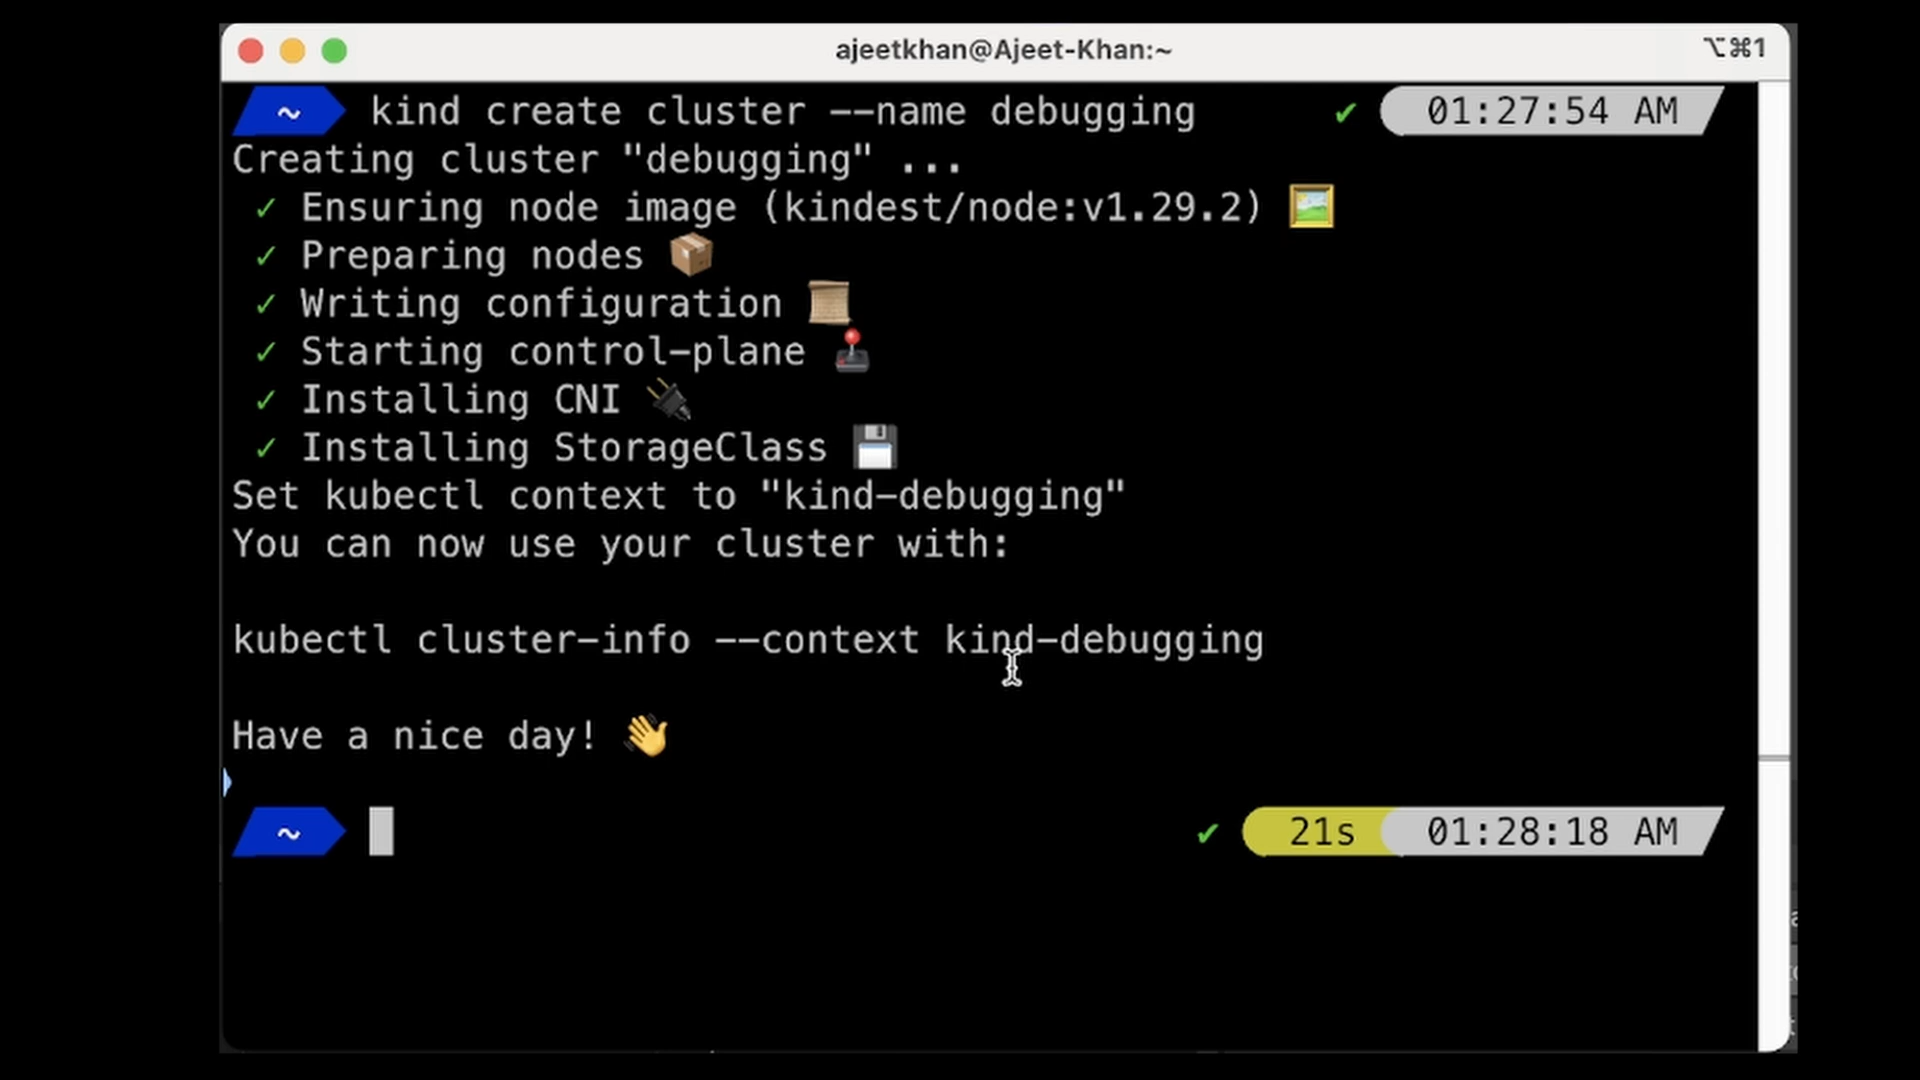 ajeetkhan@Ajeet-Khan:~
⌥⌘1
~ kind create cluster --name debugging ✔ 01:27:54 AM
Creating cluster "debugging" ...
✓ Ensuring node image (kindest/node:v1.29.2) 🖼
✓ Preparing nodes 📦
✓ Writing configuration 📜
✓ Starting control-plane 🕹
✓ Installing CNI 🔌
✓ Installing StorageClass 💾
Set kubectl context to "kind-debugging"
You can now use your cluster with:
kubectl cluster-info --context kind-debugging
Have a nice day! 👋
~ ✔ 21s 01:28:18 AM